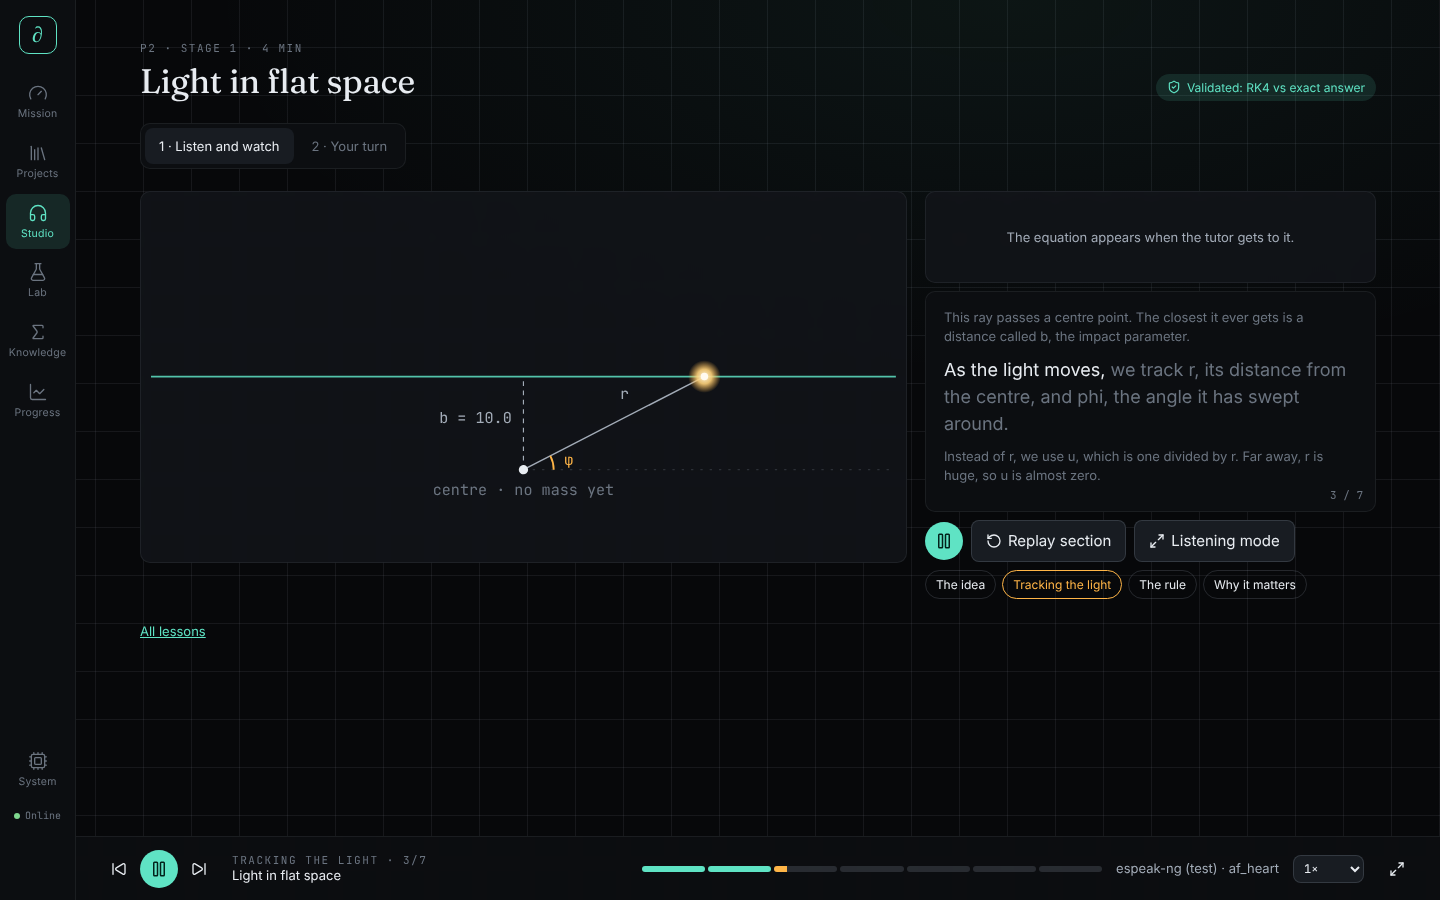 ∂
Mission
Projects
Studio
Lab
Knowledge
Progress
System
Online
P2 · STAGE 1 · 4 MIN
Light in flat space
Validated: RK4 vs exact answer
1 · Listen and watch
2 · Your turn
r
b = 10.0
φ
centre · no mass yet
The equation appears when the tutor gets to it.
This ray passes a centre point. The closest it ever gets is a
distance called b, the impact parameter.
As the light moves, we track r, its distance from
the centre, and phi, the angle it has swept
around.
Instead of r, we use u, which is one divided by r. Far away, r is
huge, so u is almost zero.
3 / 7
Replay section
Listening mode
The idea
Tracking the light
The rule
Why it matters
All lessons
TRACKING THE LIGHT · 3/7
Light in flat space
espeak-ng (test) · af_heart
1×